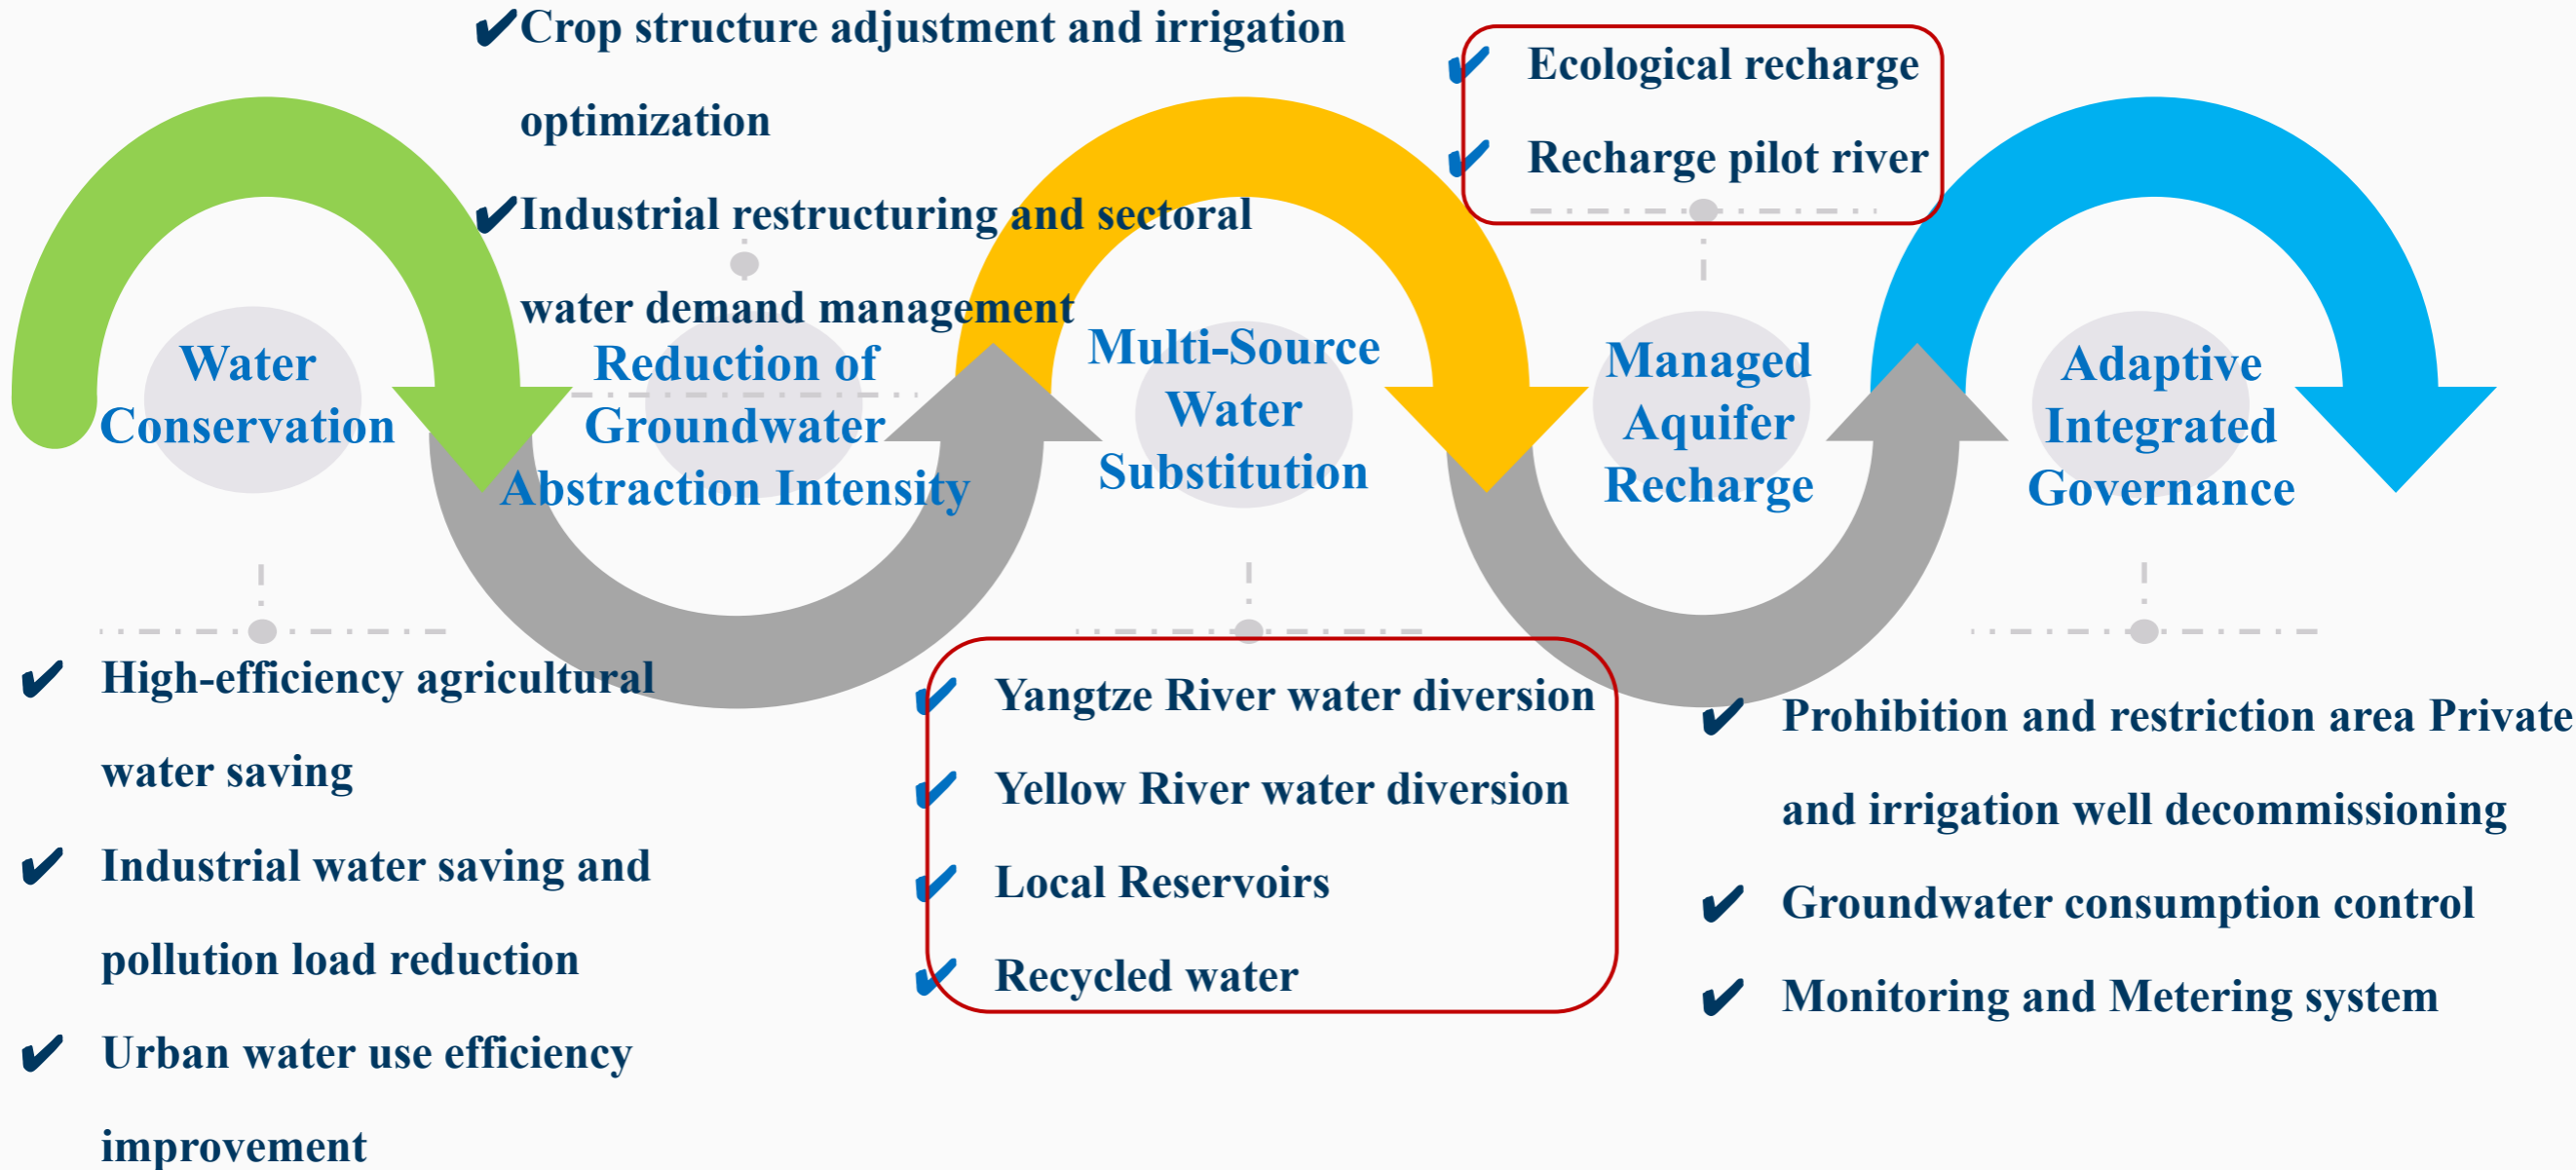 ✔Crop structure adjustment and irrigation
optimization
✔Industrial restructuring and sectoral
water demand management
✔ Ecological recharge
✔ Recharge pilot river
Water
Conservation
Reduction of
Groundwater
Abstraction Intensity
Multi-Source
Water
Substitution
Managed
Aquifer
Recharge
Adaptive
Integrated
Governance
✔ High-efficiency agricultural
water saving
✔ Industrial water saving and
pollution load reduction
✔ Urban water use efficiency
improvement
✔ Yangtze River water diversion
✔ Yellow River water diversion
✔ Local Reservoirs
✔ Recycled water
✔ Prohibition and restriction area Private
and irrigation well decommissioning
✔ Groundwater consumption control
✔ Monitoring and Metering system